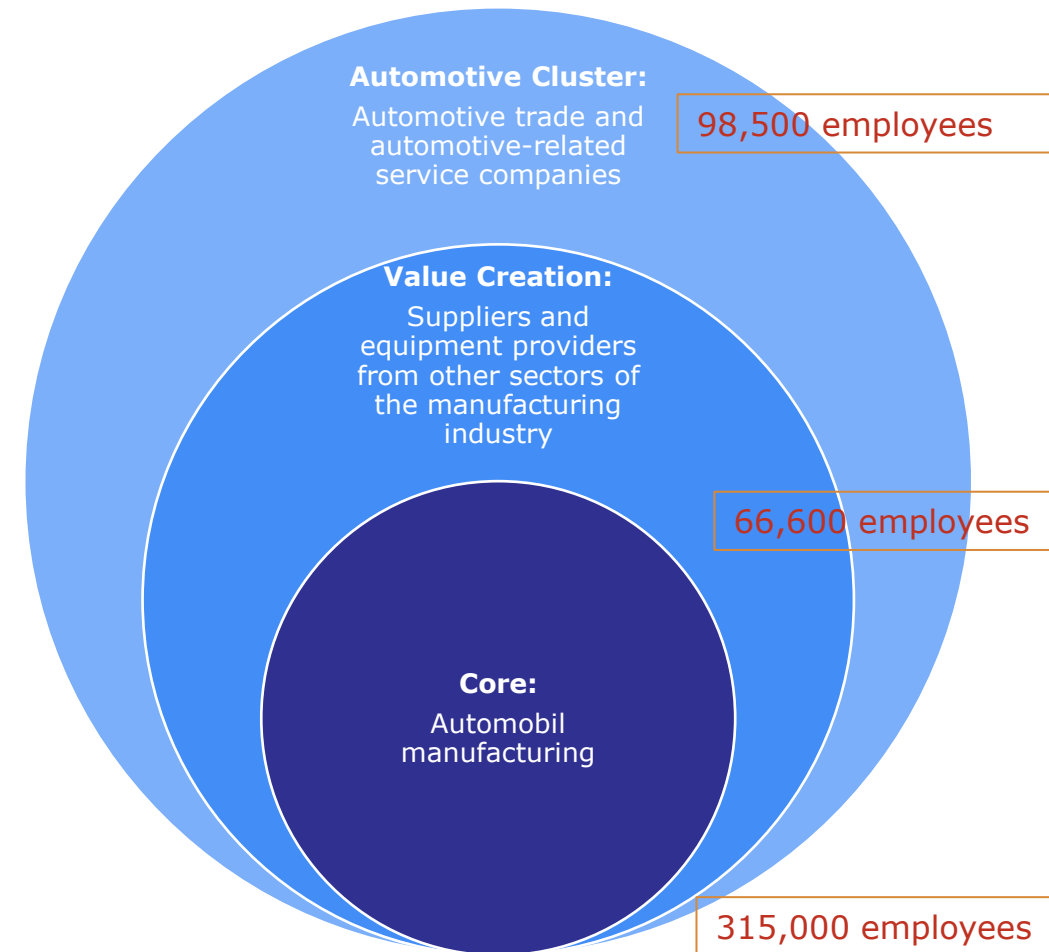 Automotive Cluster:
Automotive trade and
automotive-related
service companies
98,500 employees
Value Creation:
Suppliers and
equipment providers
from other sectors of
the manufacturing
industry
66,600 employees
Core:
Automobil
manufacturing
315,000 employees